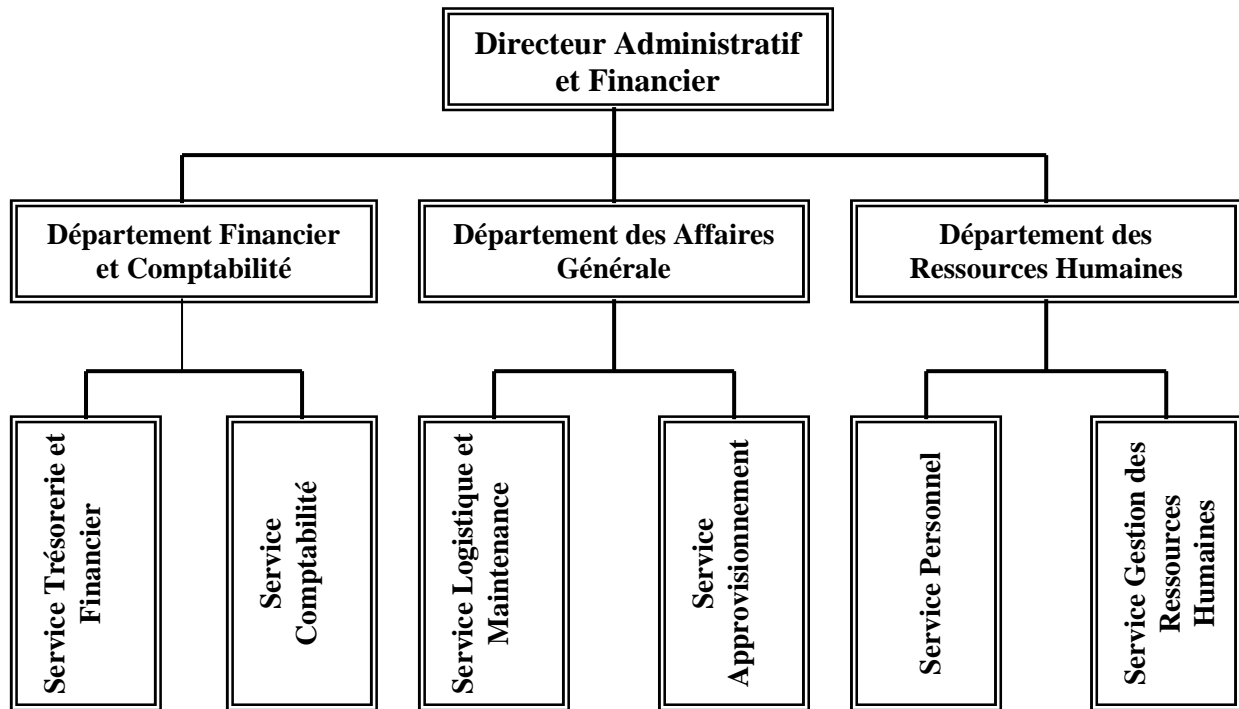 Directeur Administratif
et Financier
Département Financier
et Comptabilité
Département des Affaires
Générale
Département des
Ressources Humaines
Service Trésorerie et
Financier
Service
Comptabilité
Service Logistique et
Maintenance
Service
Approvisionnement
Service Personnel
Service Gestion des
Ressources
Humaines